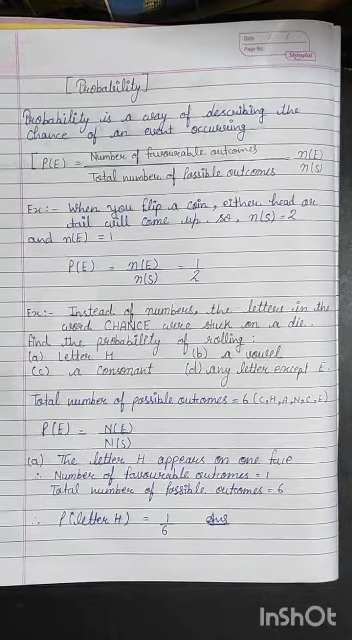 Date / /
Page No
Shivalal
[Probability]
Probability is a way of describing the
chance of an event occurring
[P(E) = Number of favourable outcomes / Total number of Possible outcomes = n(E)/n(S)
Ex:- When you flip a coin, either head or
tail will come up. so, n(S) = 2
and n(E) = 1
P(E) = n(E)/n(S) = 1/2
Ex:- Instead of numbers, the letters in the
word CHANCE were stuck on a die.
Find the probability of rolling:
(a) Letter H (b) a vowel
(c) a consonant (d) any letter except E.
Total number of possible outcomes = 6 (C, H, A, N, C, E)
P(E) = N(E)/N(S)
(a) The letter H appears on one face
∴ Number of favourable outcomes = 1
Total number of Possible outcomes = 6
∴ P(letter H) = 1/6 Ans
InShOt